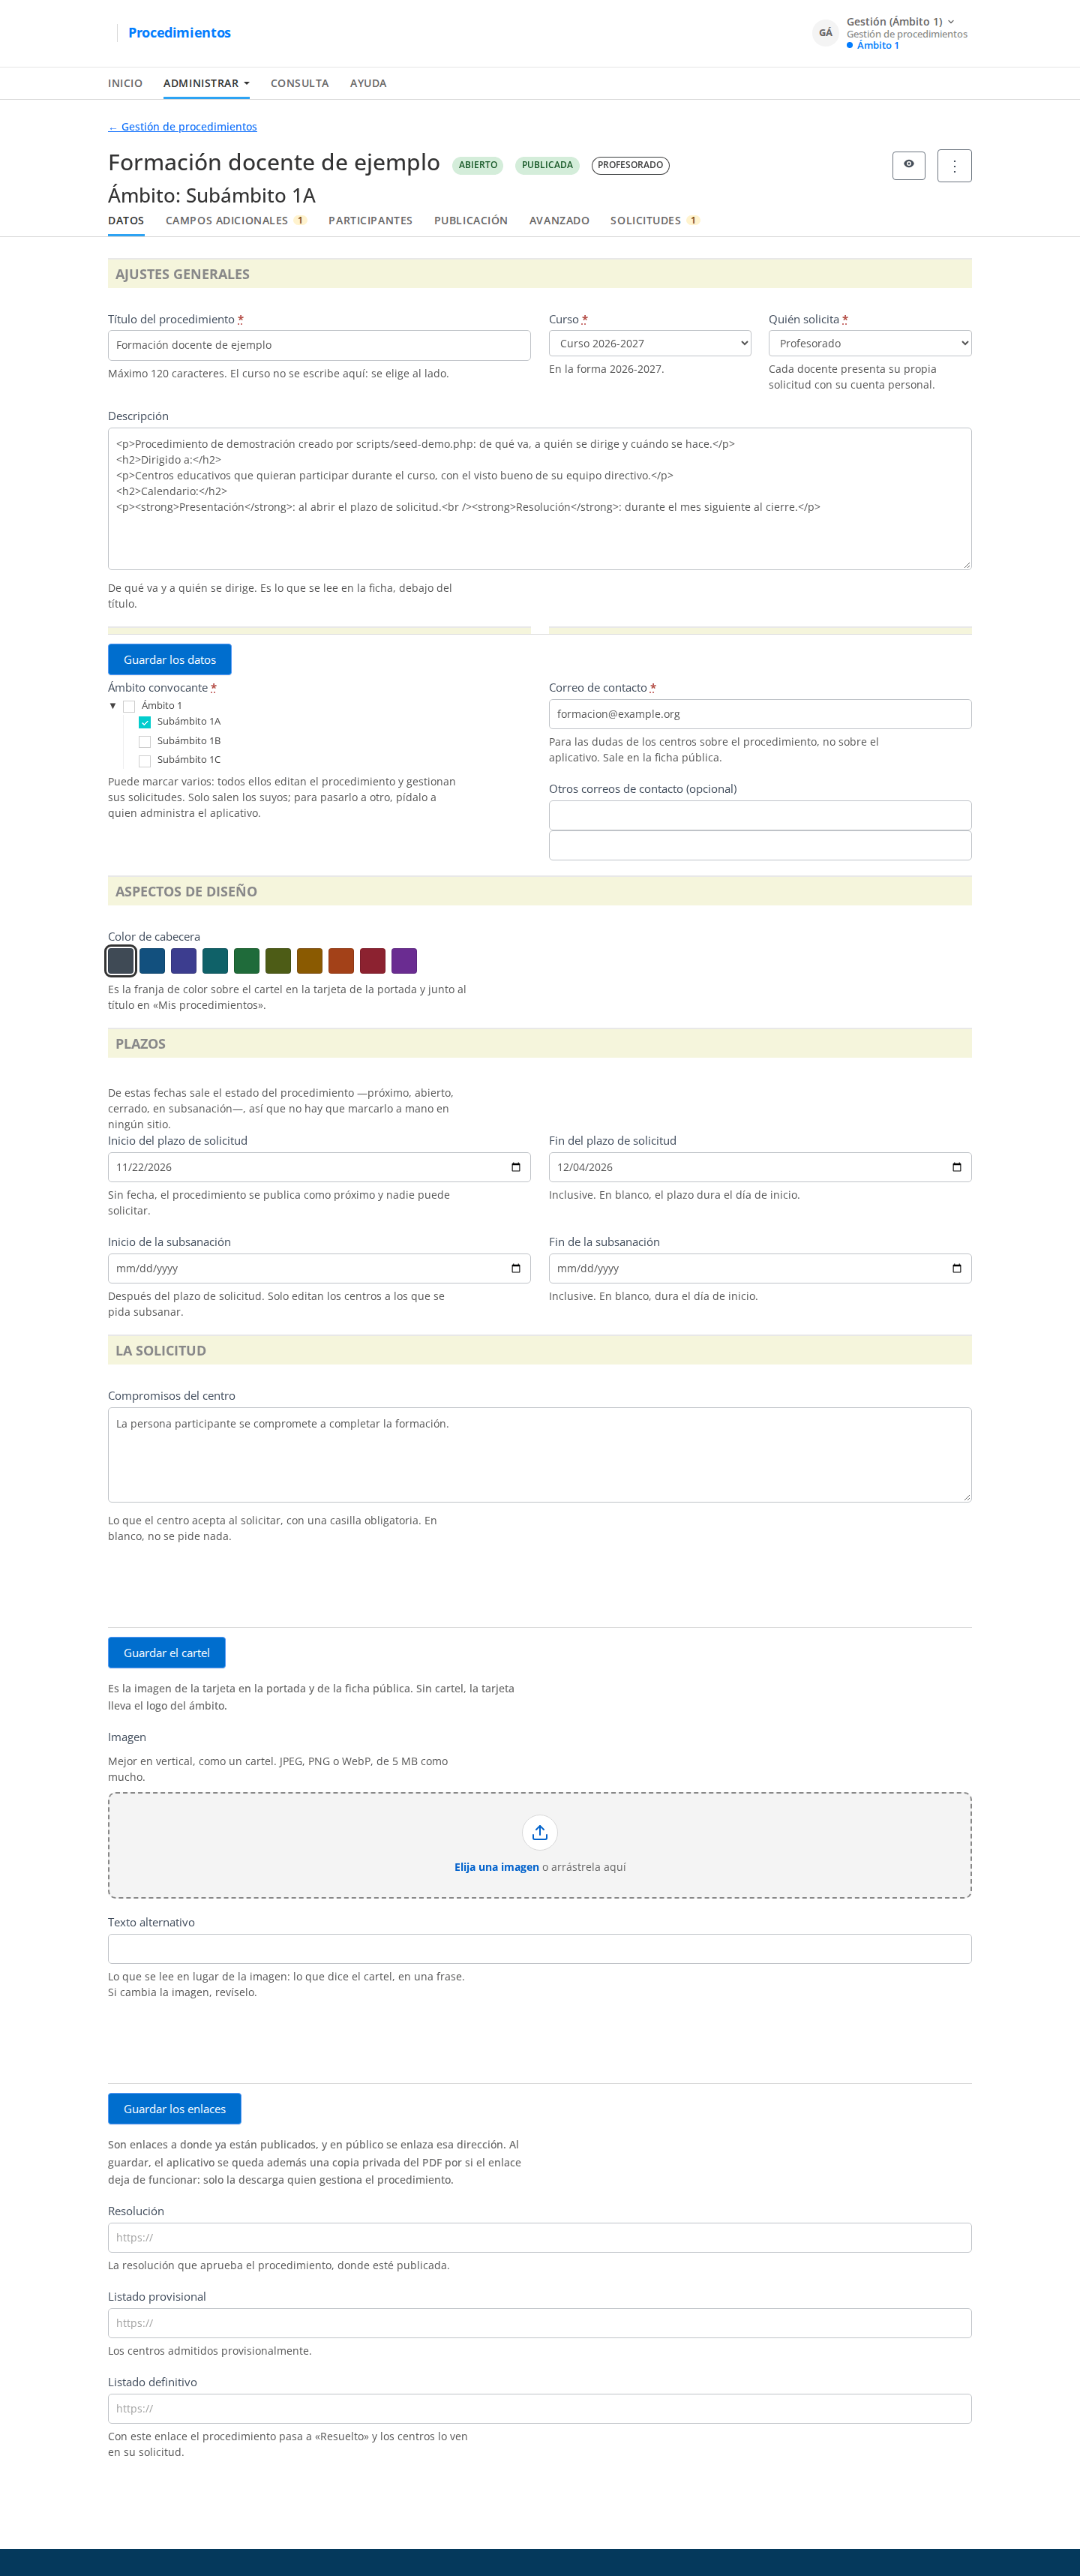 Procedimientos
GÁ
Gestión (Ámbito 1)
Gestión de procedimientos
Ámbito 1
INICIO
ADMINISTRAR
CONSULTA
AYUDA
← Gestión de procedimientos
Formación docente de ejemplo ABIERTO PUBLICADA PROFESORADO
Ámbito: Subámbito 1A
DATOS
CAMPOS ADICIONALES 1
PARTICIPANTES
PUBLICACIÓN
AVANZADO
SOLICITUDES 1
AJUSTES GENERALES
Título del procedimiento *
Formación docente de ejemplo
Máximo 120 caracteres. El curso no se escribe aquí: se elige al lado.
Curso *
Curso 2026-2027
En la forma 2026-2027.
Quién solicita *
Profesorado
Cada docente presenta su propia
solicitud con su cuenta personal.
Descripción
<p>Procedimiento de demostración creado por scripts/seed-demo.php: de qué va, a quién se dirige y cuándo se hace.</p>
<h2>Dirigido a:</h2>
<p>Centros educativos que quieran participar durante el curso, con el visto bueno de su equipo directivo.</p>
<h2>Calendario:</h2>
<p><strong>Presentación</strong>: al abrir el plazo de solicitud.<br /><strong>Resolución</strong>: durante el mes siguiente al cierre.</p>
De qué va y a quién se dirige. Es lo que se lee en la ficha, debajo del
título.
Guardar los datos
Ámbito convocante *
▼ Ámbito 1
Subámbito 1A
Subámbito 1B
Subámbito 1C
Puede marcar varios: todos ellos editan el procedimiento y gestionan
sus solicitudes. Solo salen los suyos; para pasarlo a otro, pídalo a
quien administra el aplicativo.
Correo de contacto *
formacion@example.org
Para las dudas de los centros sobre el procedimiento, no sobre el
aplicativo. Sale en la ficha pública.
Otros correos de contacto (opcional)
ASPECTOS DE DISEÑO
Color de cabecera
Es la franja de color sobre el cartel en la tarjeta de la portada y junto al
título en «Mis procedimientos».
PLAZOS
De estas fechas sale el estado del procedimiento —próximo, abierto,
cerrado, en subsanación—, así que no hay que marcarlo a mano en
ningún sitio.
Inicio del plazo de solicitud
11/22/2026
Sin fecha, el procedimiento se publica como próximo y nadie puede
solicitar.
Fin del plazo de solicitud
12/04/2026
Inclusive. En blanco, el plazo dura el día de inicio.
Inicio de la subsanación
mm/dd/yyyy
Después del plazo de solicitud. Solo editan los centros a los que se
pida subsanar.
Fin de la subsanación
mm/dd/yyyy
Inclusive. En blanco, dura el día de inicio.
LA SOLICITUD
Compromisos del centro
La persona participante se compromete a completar la formación.
Lo que el centro acepta al solicitar, con una casilla obligatoria. En
blanco, no se pide nada.
Guardar el cartel
Es la imagen de la tarjeta en la portada y de la ficha pública. Sin cartel, la tarjeta
lleva el logo del ámbito.
Imagen
Mejor en vertical, como un cartel. JPEG, PNG o WebP, de 5 MB como
mucho.
Elija una imagen o arrástrela aquí
Texto alternativo
Lo que se lee en lugar de la imagen: lo que dice el cartel, en una frase.
Si cambia la imagen, revíselo.
Guardar los enlaces
Son enlaces a donde ya están publicados, y en público se enlaza esa dirección. Al
guardar, el aplicativo se queda además una copia privada del PDF por si el enlace
deja de funcionar: solo la descarga quien gestiona el procedimiento.
Resolución
https://
La resolución que aprueba el procedimiento, donde esté publicada.
Listado provisional
https://
Los centros admitidos provisionalmente.
Listado definitivo
https://
Con este enlace el procedimiento pasa a «Resuelto» y los centros lo ven
en su solicitud.